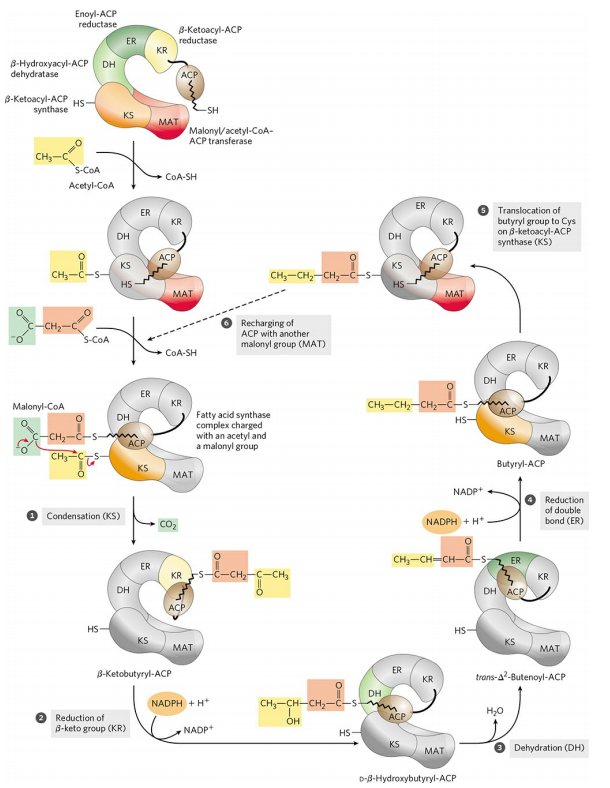 Enoyl-ACP
reductase
β-Ketoacyl-ACP
reductase
ER
KR
β-Hydroxyacyl-ACP
dehydratase
DH
ACP
β-Ketoacyl-ACP
synthase
HS
SH
KS
MAT
Malonyl/acetyl-CoA–
ACP transferase
O
CH₃—C
S-CoA
Acetyl-CoA
CoA-SH
ER
KR
DH
O
CH₃—C—S
KS
ACP
HS
MAT
O
O
⁻O
C—CH₂—C
S-CoA
CoA-SH
6 Recharging of
ACP with another
malonyl group (MAT)
ER
KR
DH
O
CH₃—CH₂—CH₂—C—S
KS
ACP
HS
MAT
5 Translocation of
butyryl group to Cys
on β-ketoacyl-ACP
synthase (KS)
Malonyl-CoA
ER
KR
DH
O
O
C—CH₂—C—S
⁻O
ACP
CH₃—C—S
O
KS
MAT
Fatty acid synthase
complex charged
with an acetyl and
a malonyl group
ER
KR
DH
O
CH₃—CH₂—CH₂—C—S
ACP
HS
KS
MAT
Butyryl-ACP
1 Condensation (KS)
CO₂
NADP⁺
NADPH + H⁺
4 Reduction
of double
bond (ER)
ER
KR
DH
ACP
O
S—C—CH₂—C—CH₃
O
HS
KS
MAT
β-Ketobutyryl-ACP
O
CH₃—CH=CH—C—S
ER
KR
DH
ACP
HS
KS
MAT
trans-Δ²-Butenoyl-ACP
2 Reduction of
β-keto group (KR)
NADPH + H⁺
NADP⁺
O
CH₃—CH—CH₂—C—S
OH
ER
KR
DH
ACP
HS
KS
MAT
D-β-Hydroxybutyryl-ACP
H₂O
3 Dehydration (DH)